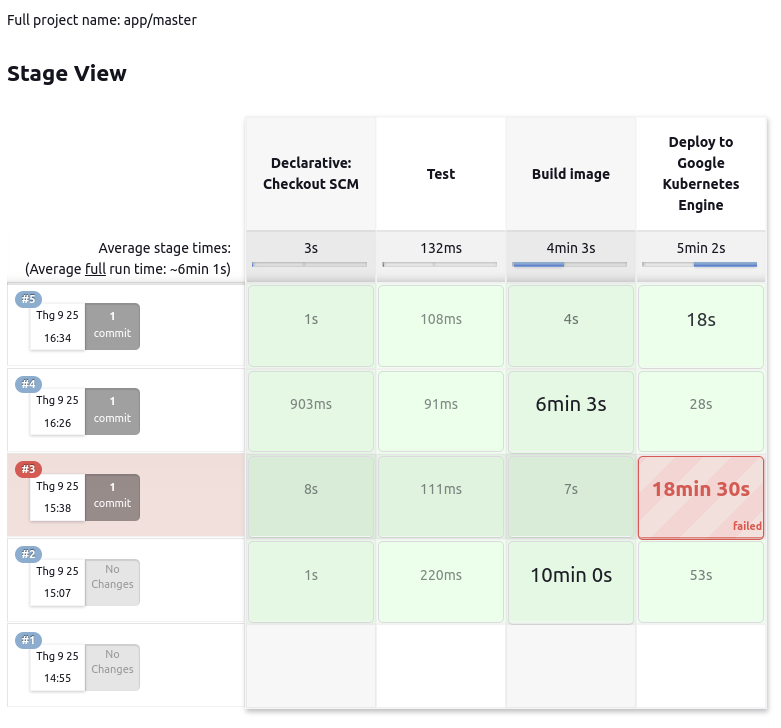 Full project name: app/master
Stage View
Declarative:
Checkout SCM
Test
Build image
Deploy to
Google
Kubernetes
Engine
Average stage times:
(Average full run time: ~6min 1s)
3s
132ms
4min 3s
5min 2s
#5
Thg 9 25
16:34
1
commit
1s
108ms
4s
18s
#4
Thg 9 25
16:26
1
commit
903ms
91ms
6min 3s
28s
#3
Thg 9 25
15:38
1
commit
8s
111ms
7s
18min 30s
failed
#2
Thg 9 25
15:07
No
Changes
1s
220ms
10min 0s
53s
#1
Thg 9 25
14:55
No
Changes